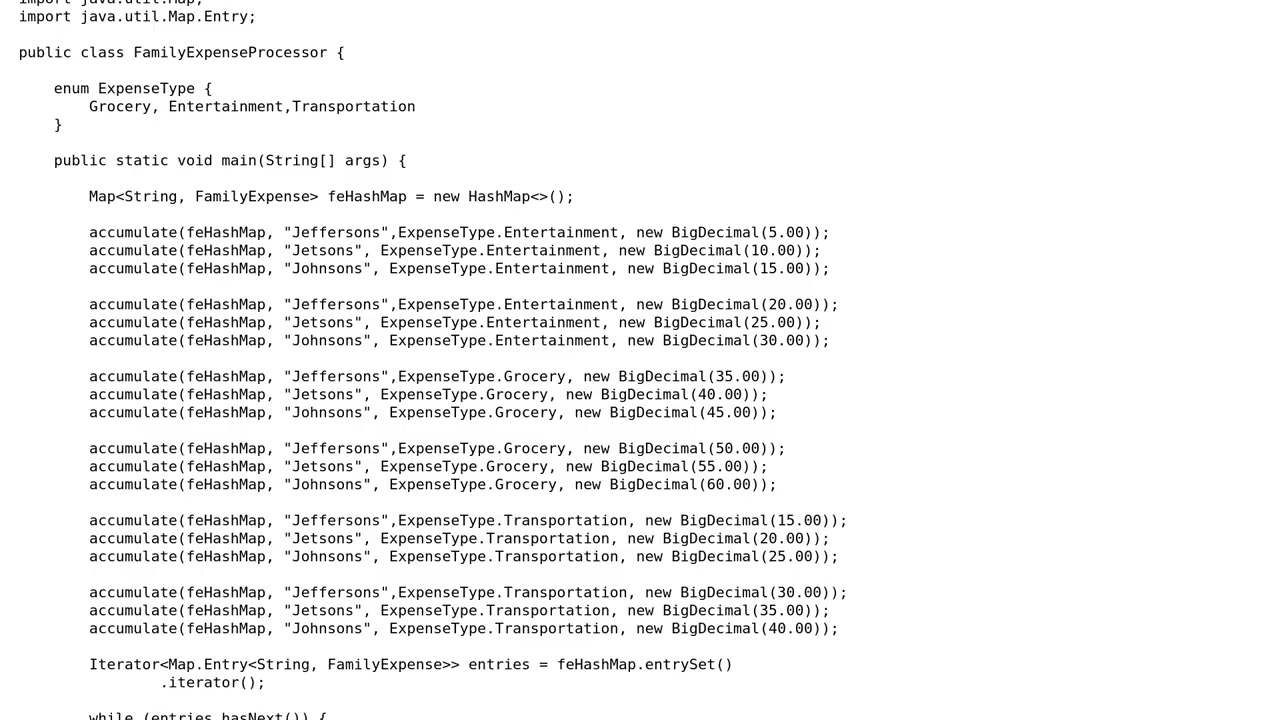 import java.util.Map;
import java.util.Map.Entry;
public class FamilyExpenseProcessor {
enum ExpenseType {
Grocery, Entertainment,Transportation
}
public static void main(String[] args) {
Map<String, FamilyExpense> feHashMap = new HashMap<>();
accumulate(feHashMap, "Jeffersons",ExpenseType.Entertainment, new BigDecimal(5.00));
accumulate(feHashMap, "Jetsons", ExpenseType.Entertainment, new BigDecimal(10.00));
accumulate(feHashMap, "Johnsons", ExpenseType.Entertainment, new BigDecimal(15.00));
accumulate(feHashMap, "Jeffersons",ExpenseType.Entertainment, new BigDecimal(20.00));
accumulate(feHashMap, "Jetsons", ExpenseType.Entertainment, new BigDecimal(25.00));
accumulate(feHashMap, "Johnsons", ExpenseType.Entertainment, new BigDecimal(30.00));
accumulate(feHashMap, "Jeffersons",ExpenseType.Grocery, new BigDecimal(35.00));
accumulate(feHashMap, "Jetsons", ExpenseType.Grocery, new BigDecimal(40.00));
accumulate(feHashMap, "Johnsons", ExpenseType.Grocery, new BigDecimal(45.00));
accumulate(feHashMap, "Jeffersons",ExpenseType.Grocery, new BigDecimal(50.00));
accumulate(feHashMap, "Jetsons", ExpenseType.Grocery, new BigDecimal(55.00));
accumulate(feHashMap, "Johnsons", ExpenseType.Grocery, new BigDecimal(60.00));
accumulate(feHashMap, "Jeffersons",ExpenseType.Transportation, new BigDecimal(15.00));
accumulate(feHashMap, "Jetsons", ExpenseType.Transportation, new BigDecimal(20.00));
accumulate(feHashMap, "Johnsons", ExpenseType.Transportation, new BigDecimal(25.00));
accumulate(feHashMap, "Jeffersons",ExpenseType.Transportation, new BigDecimal(30.00));
accumulate(feHashMap, "Jetsons", ExpenseType.Transportation, new BigDecimal(35.00));
accumulate(feHashMap, "Johnsons", ExpenseType.Transportation, new BigDecimal(40.00));
Iterator<Map.Entry<String, FamilyExpense>> entries = feHashMap.entrySet()
.iterator();
while (entries.hasNext()) {